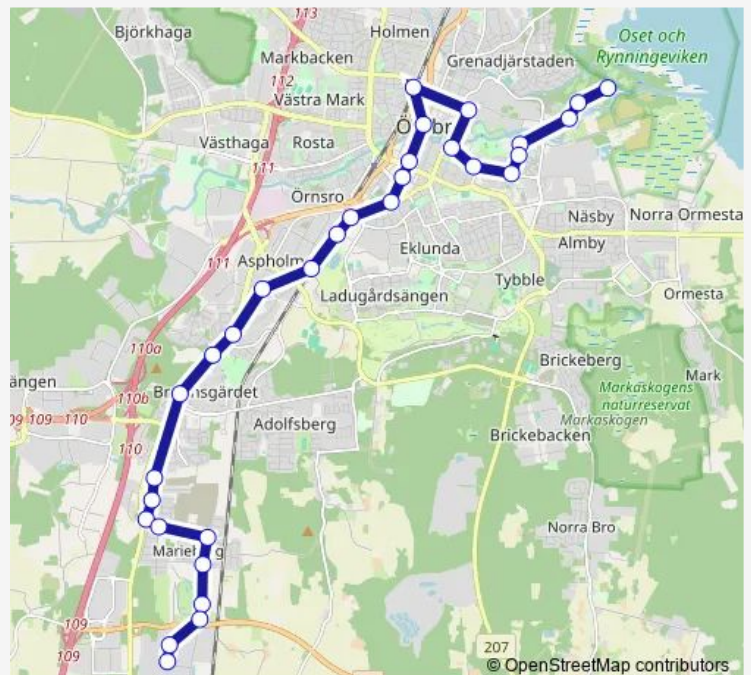 113
Björkhaga
Holmen
Oset och
Rynningeviken
Markbacken
Grenadjärstaden
112
Västra Mark
Västhaga
Rosta
111
Örnsro
Näsby
Norra Ormesta
Almby
Eklunda
111
Aspholm
Tybble
Ladugårdsängen
Ormesta
110a
Brickeberg
Mark
110b
Markaskogens
naturreservat
Markaskogen
109
109
110
Adolfsberg
Brickebacken
110
Norra Bro
109
207
109
© OpenStreetMap contributors